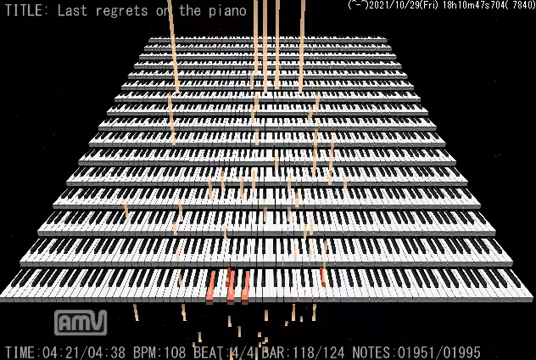 TITLE: Last regrets on the piano
(^-^)2021/10/29(Fri) 18h10m47s704( 7840)
AMV
TIME:04:21/04:38 BPM:108 BEAT:4/4 BAR:118/124 NOTES:01951/01995